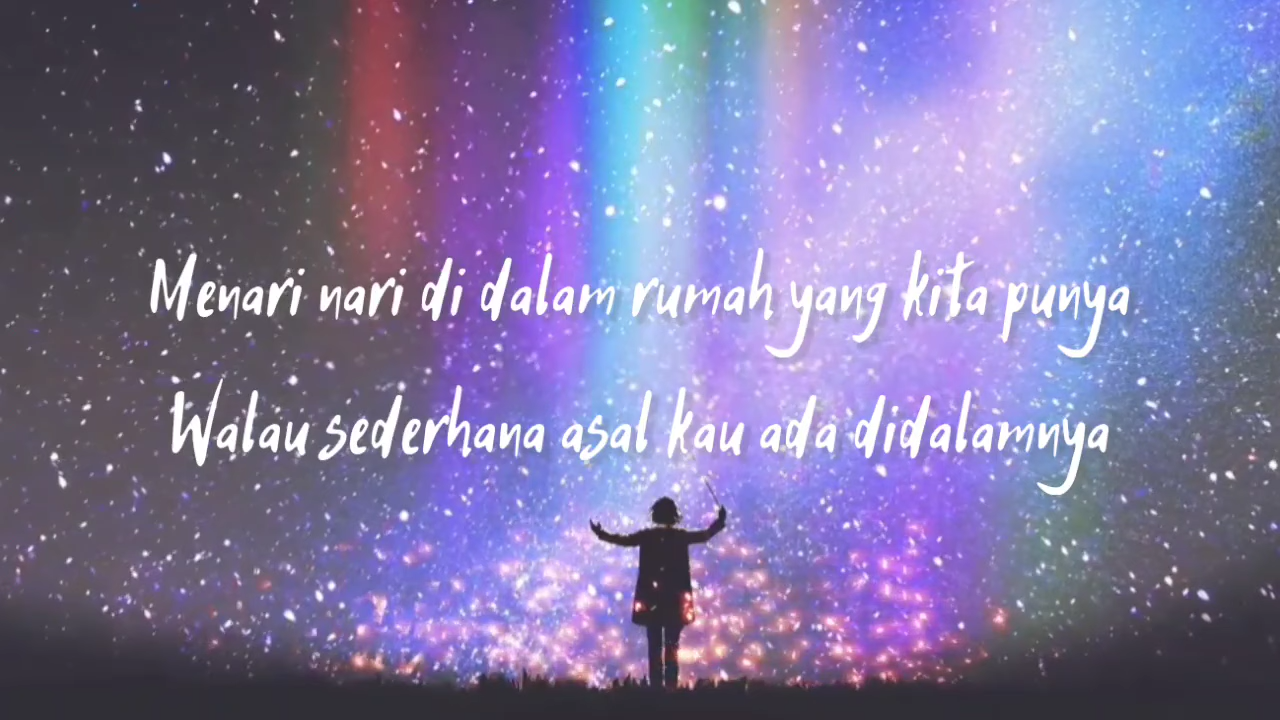 Menari nari di dalam rumah yang kita punya
Walau sederhana asal kau ada didalamnya